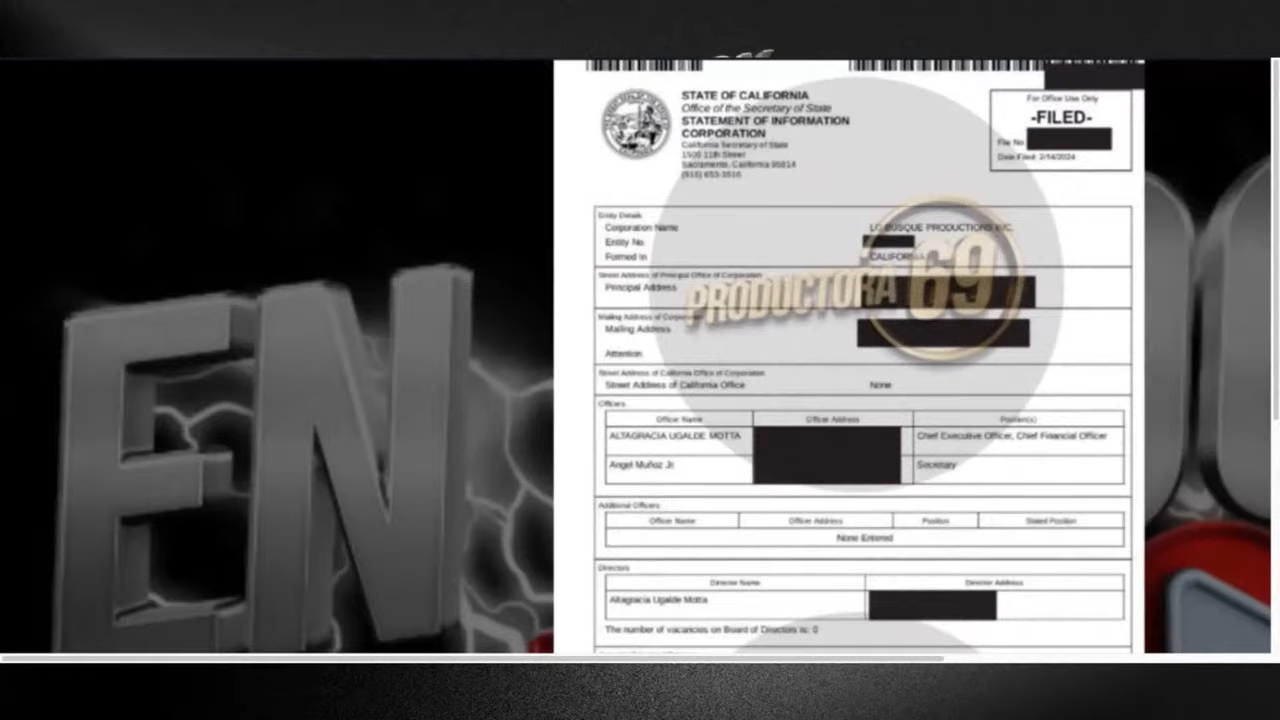 EN
STATE OF CALIFORNIA
Office of the Secretary of State
STATEMENT OF INFORMATION
CORPORATION
California Secretary of State
1500 11th Street
Sacramento, California 95814
(916) 653-3516
For Office Use Only
-FILED-
File No.
Date Filed: 2/14/2024
Entity Details
Corporation Name
PRODUCTIONS INC.
Entity No.
Formed In CALIFORNIA
Street Address of Principal Office of Corporation
Principal Address
PRODUCTORA 69
Mailing Address of Corporation
Mailing Address
Attention
Street Address of California Office of Corporation
Street Address of California Office None
Officers
Officer Name Officer Address Position(s)
ALTAGRACIA UGALDE MOTTA Chief Executive Officer, Chief Financial Officer
Angel Muñoz Jr Secretary
Additional Officers
Officer Name Officer Address Position Stated Position
None Entered
Directors
Director Name Director Address
Altagracia Ugalde Motta
The number of vacancies on Board of Directors is: 0